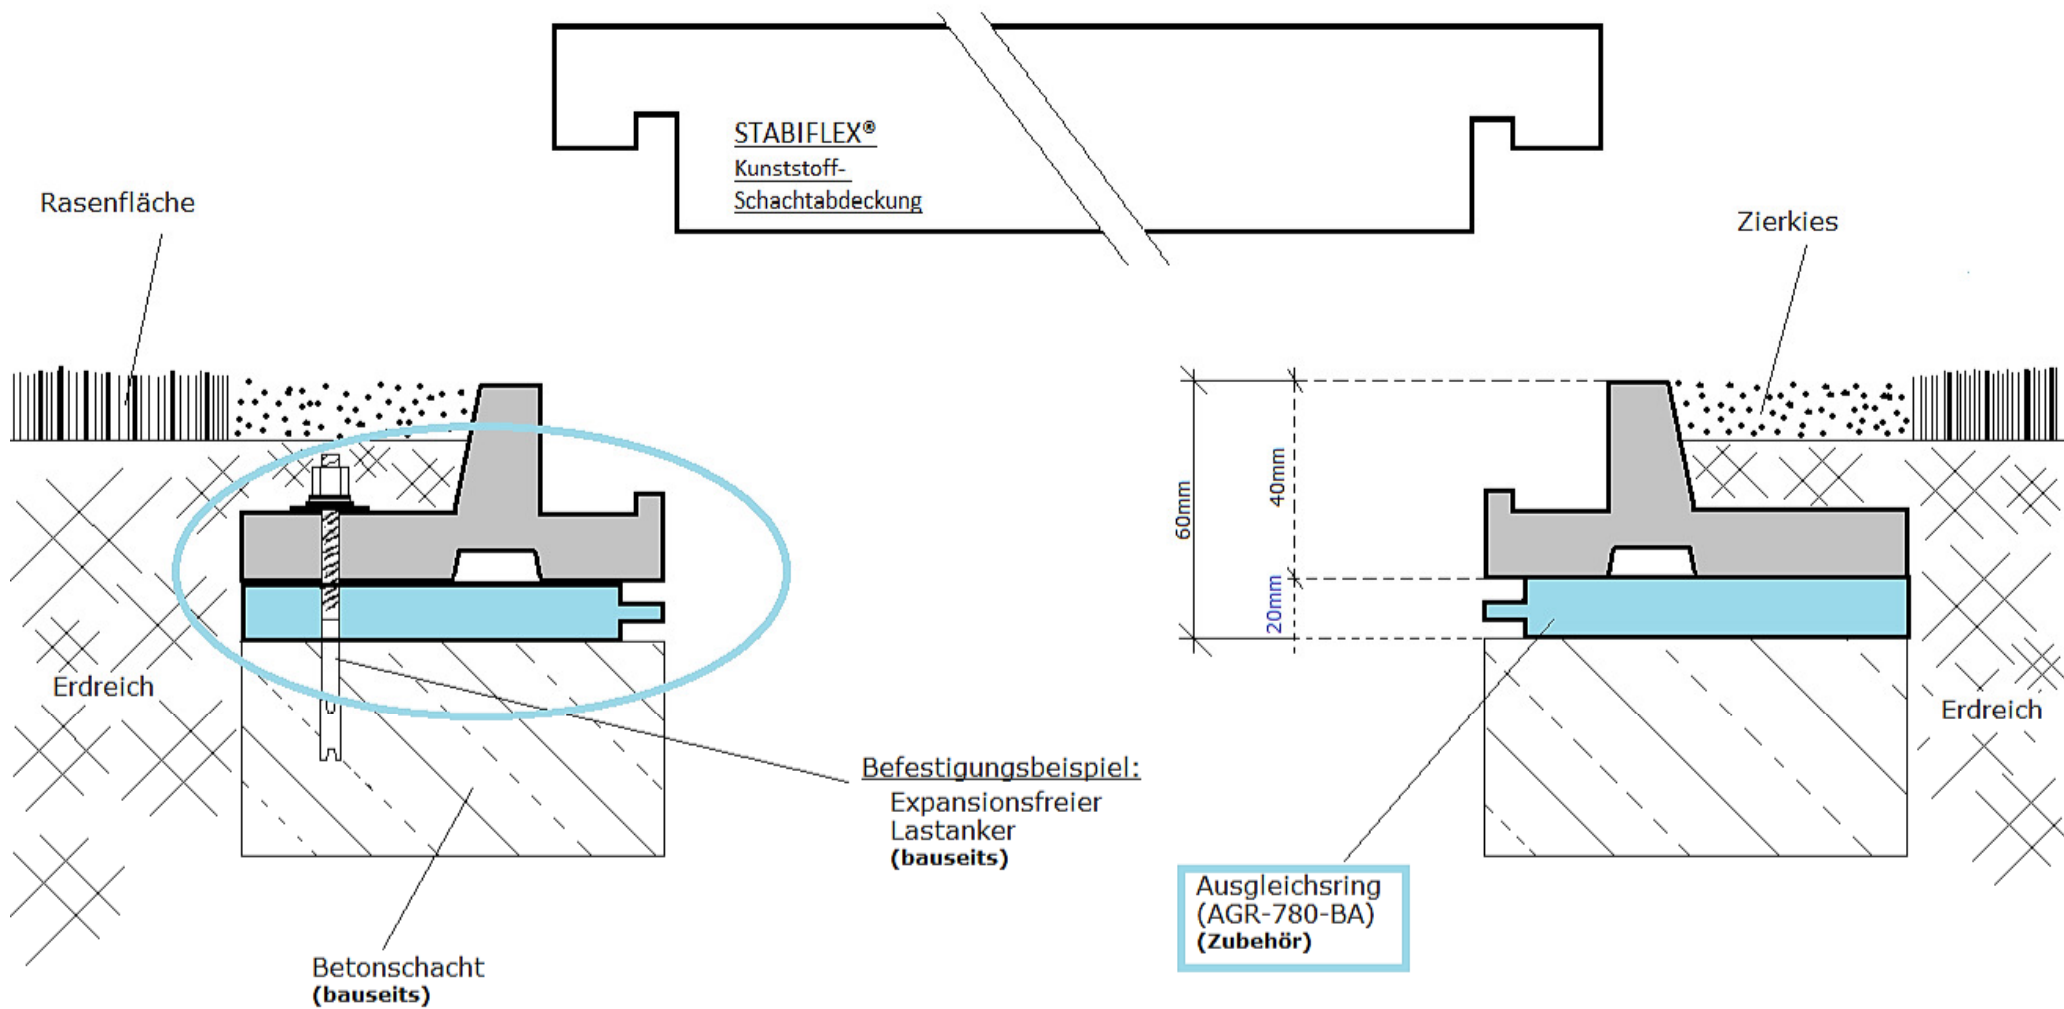 STABIFLEX®
Kunststoff-
Schachtabdeckung
Rasenfläche
Zierkies
60mm
40mm
20mm
Erdreich
Erdreich
Befestigungsbeispiel:
Expansionsfreier
Lastanker
(bauseits)
Ausgleichsring
(AGR-780-BA)
(Zubehör)
Betonschacht
(bauseits)